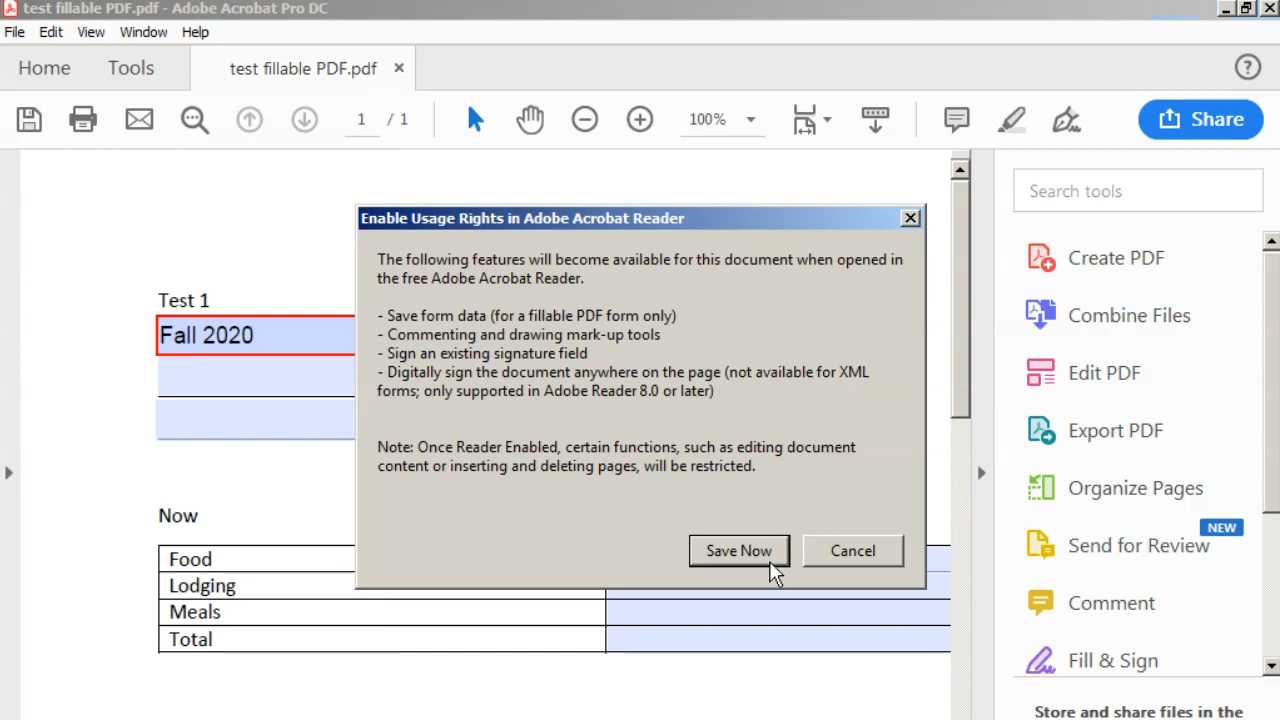 test fillable PDF.pdf - Adobe Acrobat Pro DC
File Edit View Window Help
Home Tools test fillable PDF.pdf ×
1 / 1 100% Share
Search tools
Enable Usage Rights in Adobe Acrobat Reader
The following features will become available for this document when opened in
the free Adobe Acrobat Reader.
- Save form data (for a fillable PDF form only)
- Commenting and drawing mark-up tools
- Sign an existing signature field
- Digitally sign the document anywhere on the page (not available for XML
forms; only supported in Adobe Reader 8.0 or later)
Note: Once Reader Enabled, certain functions, such as editing document
content or inserting and deleting pages, will be restricted.
Save Now Cancel
Test 1
Fall 2020
Now
Food
Lodging
Meals
Total
Create PDF
Combine Files
Edit PDF
Export PDF
Organize Pages
NEW
Send for Review
Comment
Fill & Sign
Store and share files in the